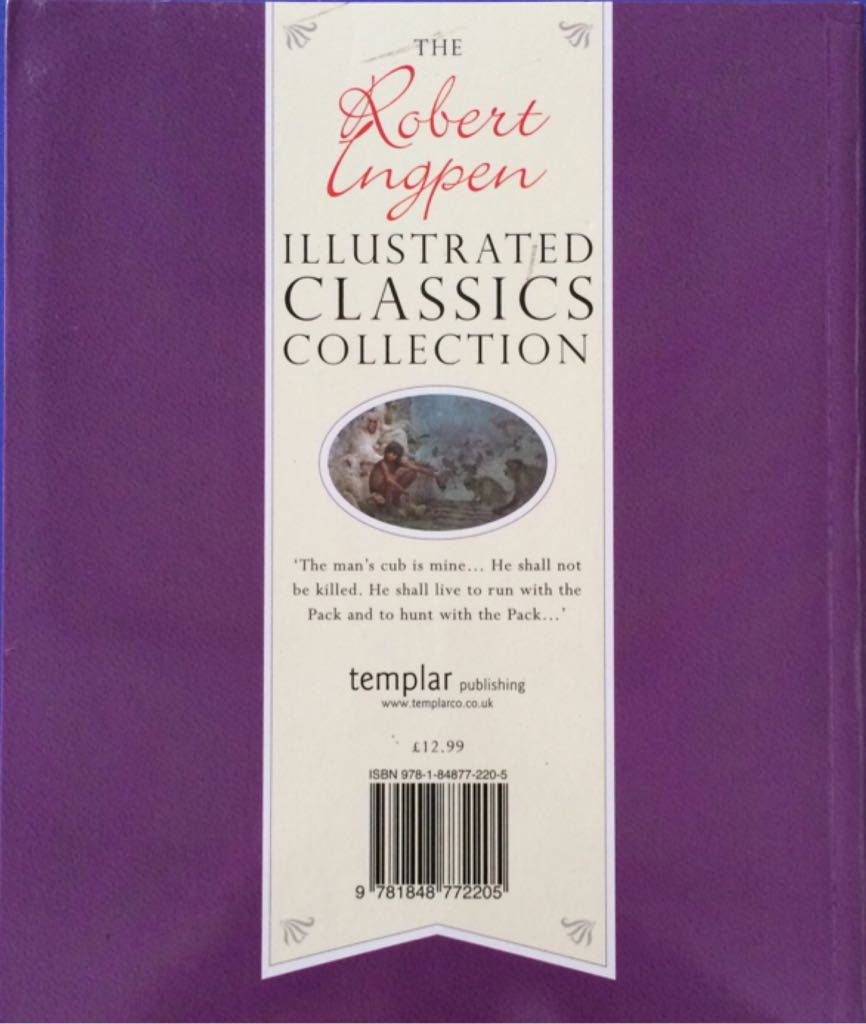 THE
Robert
Ingpen
ILLUSTRATED
CLASSICS
COLLECTION
‘The man’s cub is mine... He shall not
be killed. He shall live to run with the
Pack and to hunt with the Pack...’
templar publishing
www.templarco.co.uk
£12.99
ISBN 978-1-84877-220-5
9 781848 772205